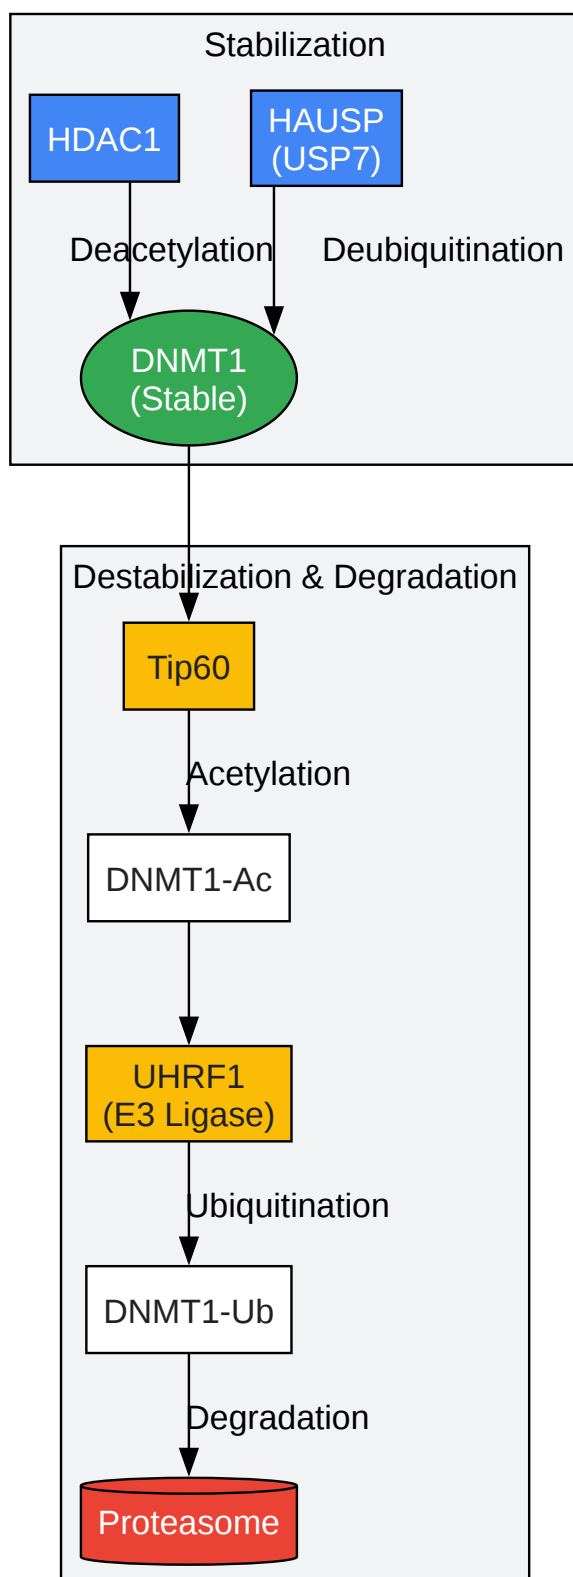 Stabilization
HDAC1
HAUSP
(USP7)
Deacetylation
Deubiquitination
DNMT1
(Stable)
Destabilization & Degradation
Tip60
Acetylation
DNMT1-Ac
UHRF1
(E3 Ligase)
Ubiquitination
DNMT1-Ub
Degradation
Proteasome